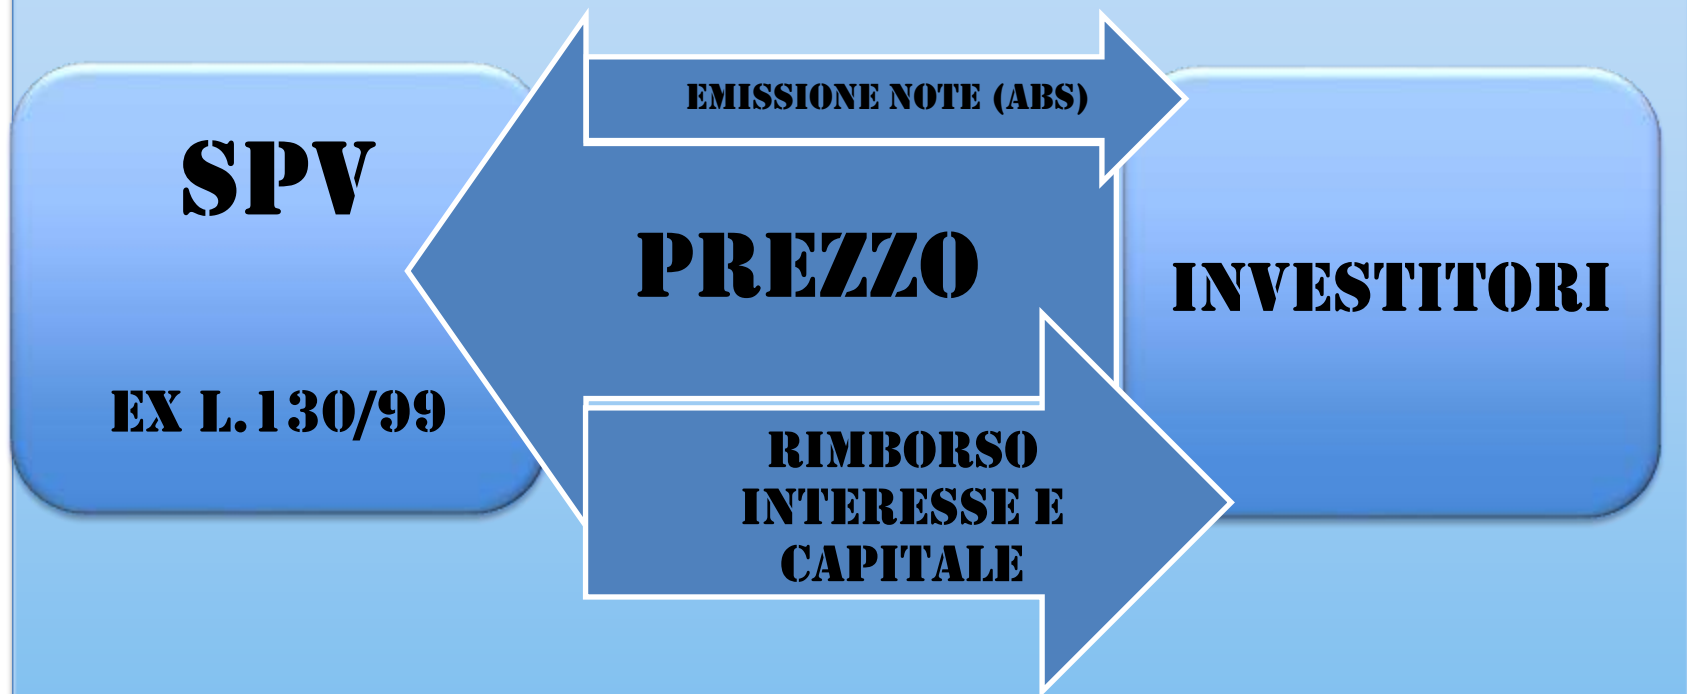 EMISSIONE NOTE (ABS)
SPV
EX L.130/99
PREZZO
INVESTITORI
RIMBORSO
INTERESSE E
CAPITALE